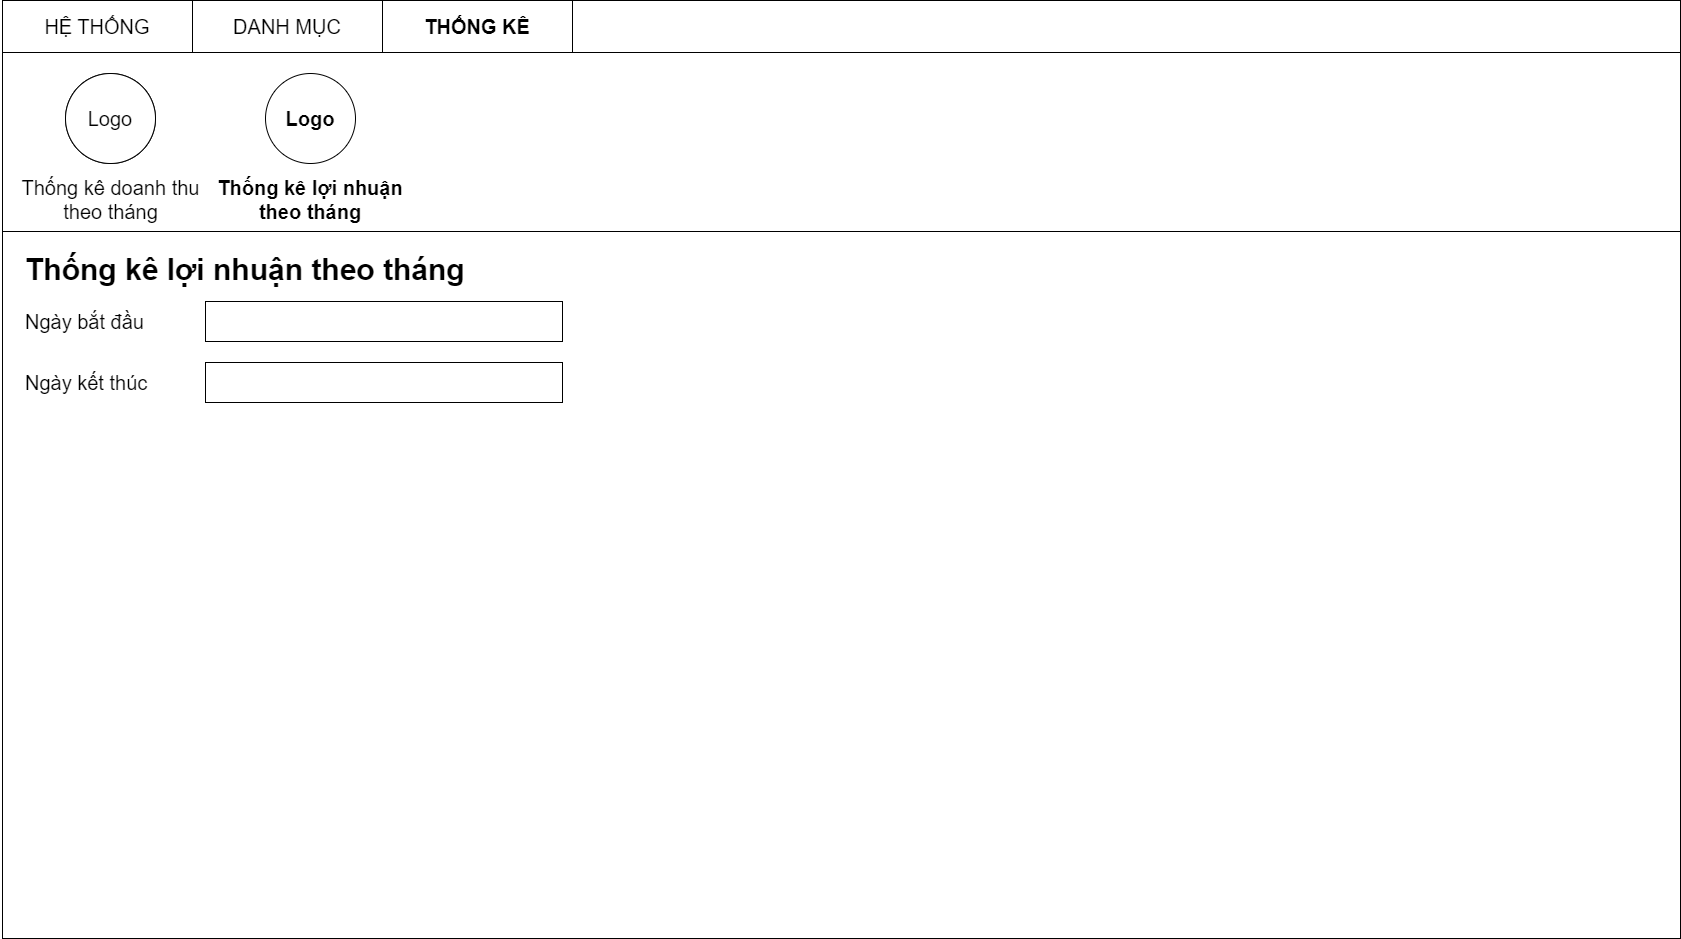 HỆ THỐNG
DANH MỤC
THỐNG KÊ
Logo
Logo
Thống kê doanh thu
theo tháng
Thống kê lợi nhuận
theo tháng
Thống kê lợi nhuận theo tháng
Ngày bắt đầu
Ngày kết thúc